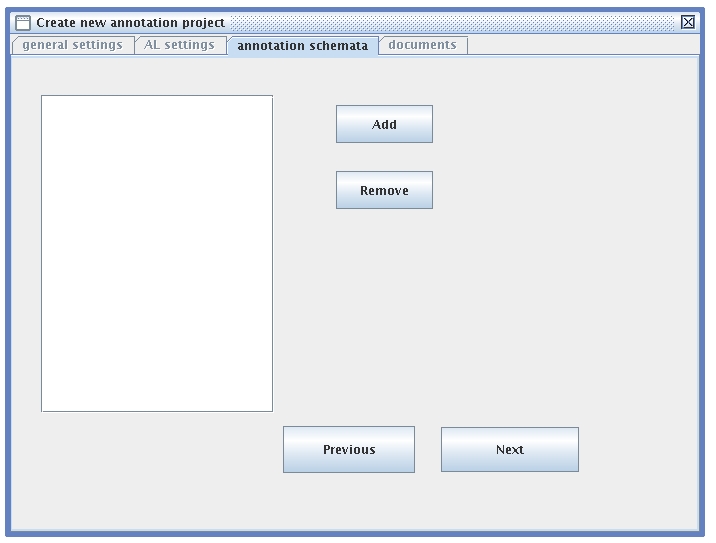 Create new annotation project
general settings AL settings annotation schemata documents
Add
Remove
Previous Next